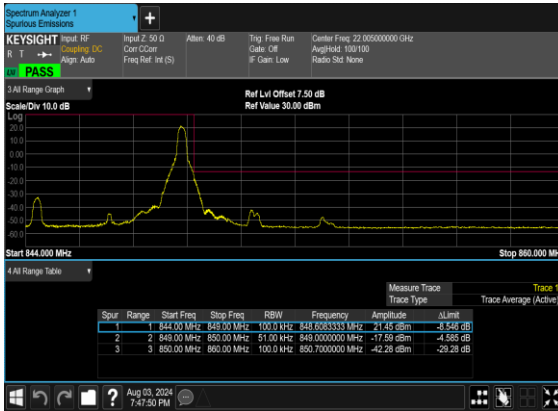 Spectrum Analyzer 1
Spurious Emissions
+
KEYSIGHT Input: RF Input Z: 50 Ω Atten: 40 dB Trig: Free Run Center Freq: 22.005000000 GHz
R T Coupling: DC Corr CCorr Gate: Off Avg|Hold: 100/100
Align: Auto Freq Ref: Int (S) IF Gain: Low Radio Std: None
PASS
3 All Range Graph Ref Lvl Offset 7.50 dB
Scale/Div 10.0 dB Ref Value 30.00 dBm
Log
20.0
10.0
0.00
-10.0
-20.0
-30.0
-40.0
-50.0
-60.0
Start 844.000 MHz Stop 860.000 MH
4 All Range Table
Measure Trace Trace 1
Trace Type Trace Average (Active)
Spur Range Start Freq Stop Freq RBW Frequency Amplitude ΔLimit
1 1 844.00 MHz 849.00 MHz 100.0 kHz 848.6083333 MHz 21.45 dBm -8.546 dB
2 2 849.00 MHz 850.00 MHz 51.00 kHz 849.0000000 MHz -17.59 dBm -4.585 dB
3 3 850.00 MHz 860.00 MHz 100.0 kHz 850.7000000 MHz -42.28 dBm -29.28 dB
? Aug 03, 2024
7:47:50 PM